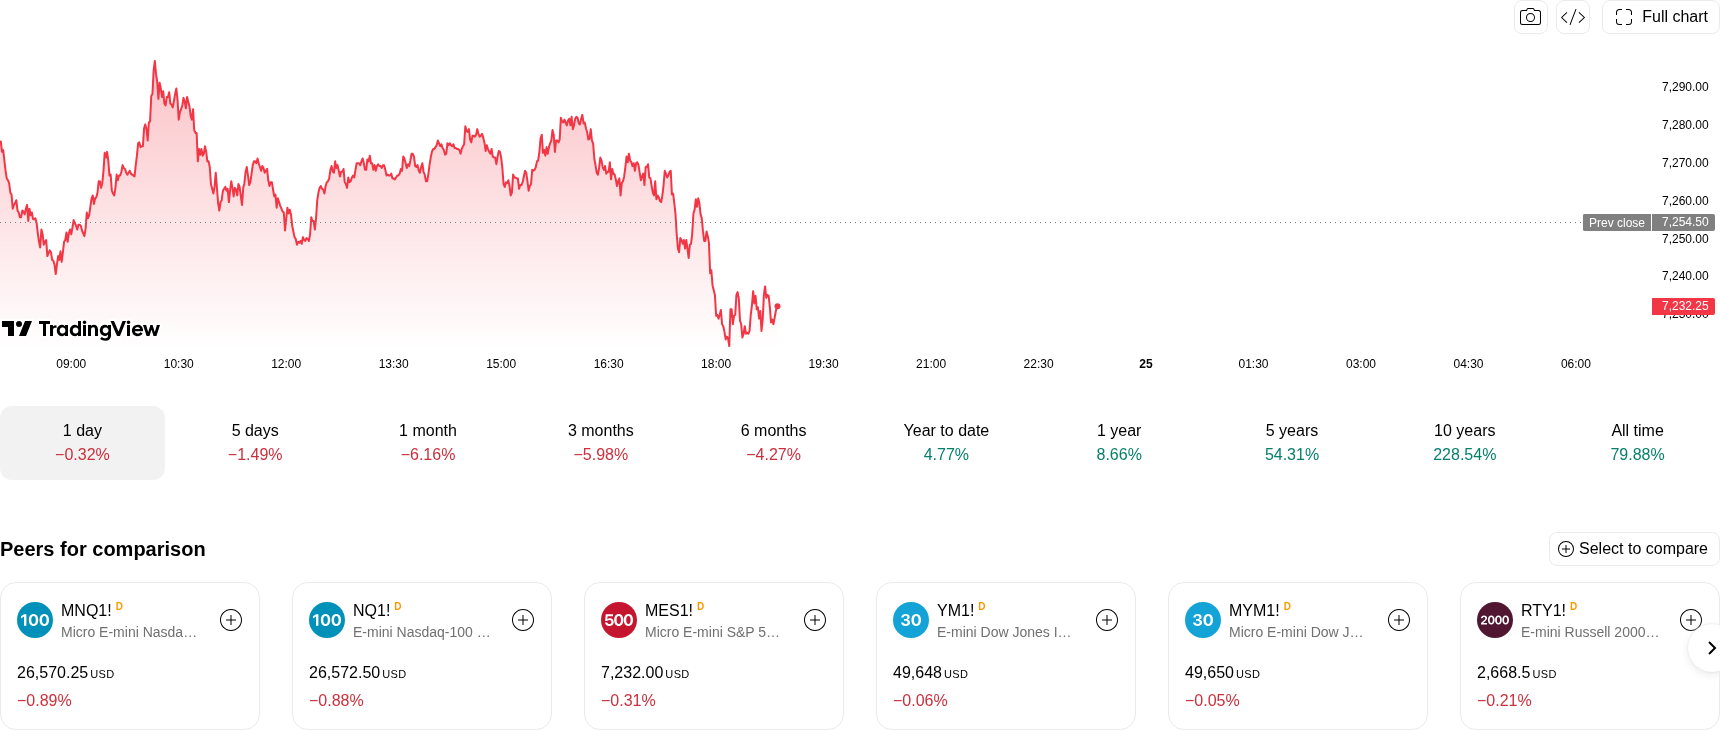 Full chart
7,290.00
7,280.00
7,270.00
7,260.00
Prev close 7,254.50
7,250.00
7,240.00
7,232.25
7,230.00
TradingView
09:00 10:30 12:00 13:30 15:00 16:30 18:00 19:30 21:00 22:30 25 01:30 03:00 04:30 06:00
1 day 5 days 1 month 3 months 6 months Year to date 1 year 5 years 10 years All time
−0.32% −1.49% −6.16% −5.98% −4.27% 4.77% 8.66% 54.31% 228.54% 79.88%
Peers for comparison
Select to compare
100 MNQ1! D
Micro E-mini Nasda…
26,570.25 USD
−0.89%
100 NQ1! D
E-mini Nasdaq-100 …
26,572.50 USD
−0.88%
500 MES1! D
Micro E-mini S&P 5…
7,232.00 USD
−0.31%
30 YM1! D
E-mini Dow Jones I…
49,648 USD
−0.06%
30 MYM1! D
Micro E-mini Dow J…
49,650 USD
−0.05%
2000 RTY1! D
E-mini Russell 2000…
2,668.5 USD
−0.21%